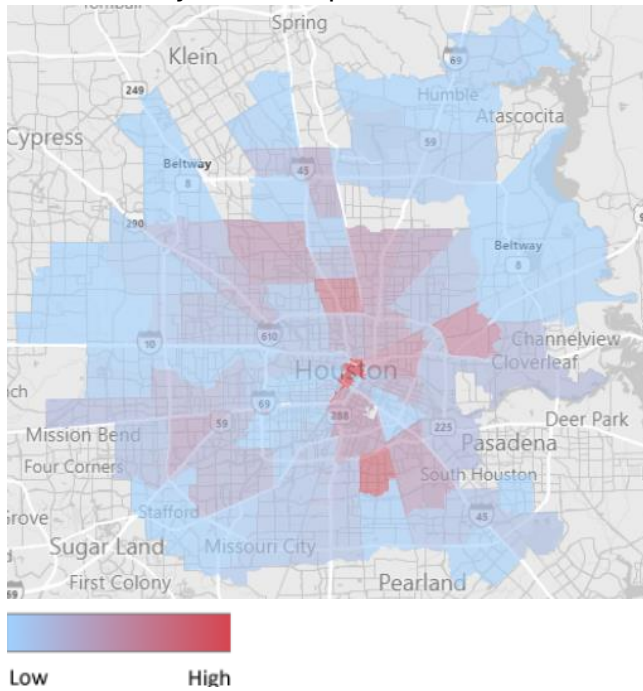 Spring
Klein
69
249
Humble
Atascocita
Cypress
59
Beltway
8
45
290
Beltway
8
610
10
Channelview
Cloverleaf
Houston
69
288
59
225
Deer Park
Mission Bend
Pasadena
Four Corners
South Houston
Stafford
45
Sugar Land
Missouri City
First Colony
Pearland
69
Low High